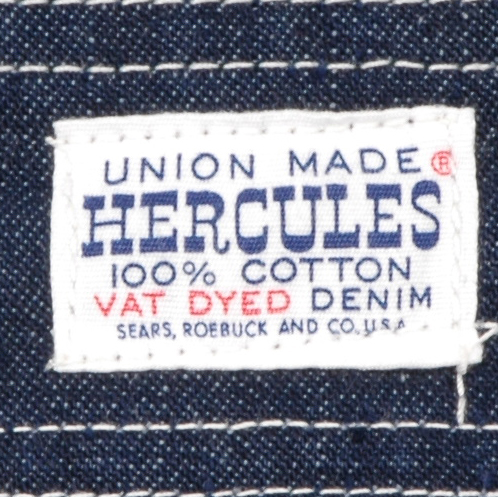 UNION MADE ®
HERCULES
100% COTTON
VAT DYED DENIM
SEARS, ROEBUCK AND CO. U.S.A.